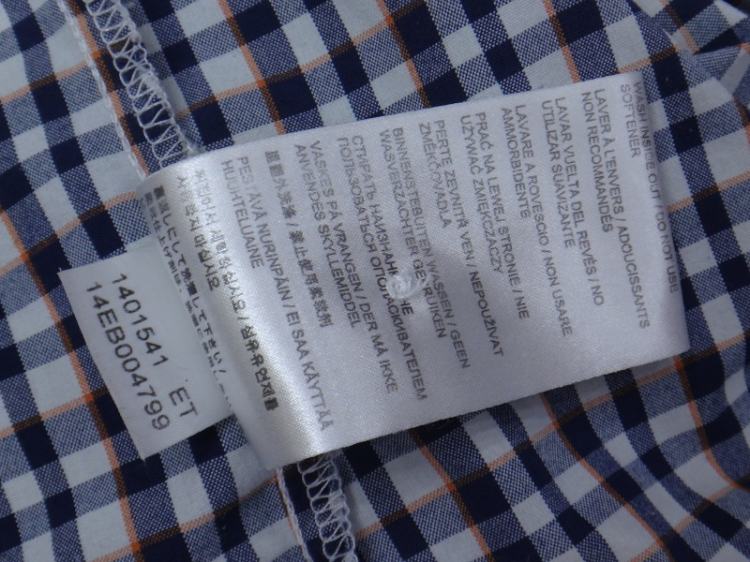 WASH INSIDE OUT / DO NOT USE
SOFTENER
LAVER À L'ENVERS / ADOUCISSANTS
NON RECOMMANDÉS
LAVAR VUELTA DEL REVÉS / NO
UTILIZAR SUAVIZANTE
LAVARE A ROVESCIO / NON USARE
AMMORBIDENTE
PRAĆ NA LEWEJ STRONIE / NIE
UŻYWAĆ ZMIĘKCZACZY
PERTE ZEVNITŘ VEN / NEPOUŽÍVAT
ZMĚKČOVADLA
BINNENSTEBUITEN WASSEN / GEEN
WASVERZACHTER GEBRUIKEN
СТИРАТЬ НАИЗНАНКУ / НЕ
ПОЛЬЗОВАТЬСЯ ОПОЛАСКИВАТЕЛЕМ
VASKES PÅ VRANGEN / DER MÅ IKKE
ANVENDES SKYLLEMIDDEL
PESTÄVÄ NURINPÄIN / EI SAA KÄYTTÄÄ
HUUHTELUAINE
1401541 ET
14EB004799